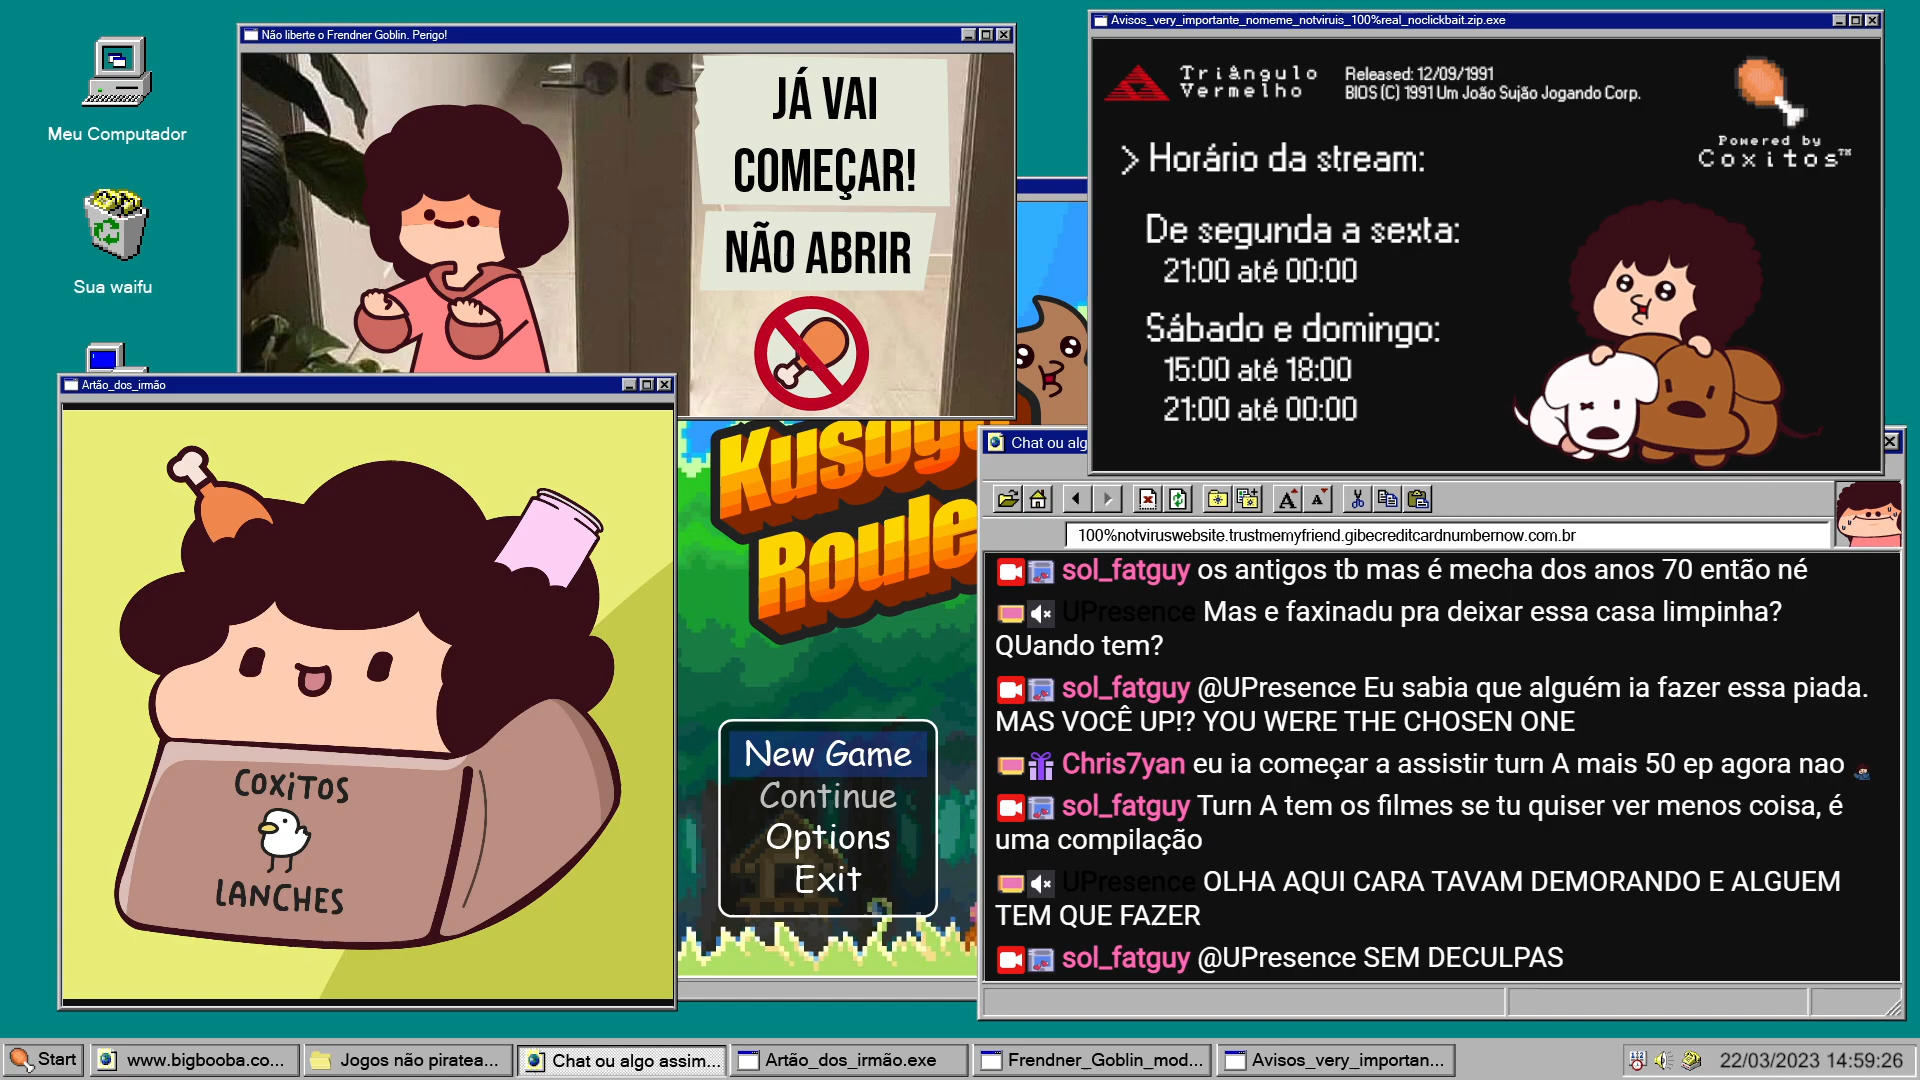 Meu Computador
Sua waifu
Não liberte o Frendner Goblin. Perigo!
JÁ VAI
COMEÇAR!
NÃO ABRIR
Avisos_very_importante_nomeme_notviruis_100%real_noclickbait.zip.exe
Triângulo
Vermelho
Released: 12/09/1991
BIOS (C) 1991 Um João Sujão Jogando Corp.
Powered by
Coxitos™
> Horário da stream:
De segunda a sexta:
21:00 até 00:00
Sábado e domingo:
15:00 até 18:00
21:00 até 00:00
Artão_dos_irmão
COXiTOS
LANCHES
New Game
Continue
Options
Exit
Chat ou alg
100%notviruswebsite.trustmemyfriend.gibecreditcardnumbernow.com.br
sol_fatguy os antigos tb mas é mecha dos anos 70 então né
UPresence Mas e faxinadu pra deixar essa casa limpinha?
QUando tem?
sol_fatguy @UPresence Eu sabia que alguém ia fazer essa piada.
MAS VOCÊ UP!? YOU WERE THE CHOSEN ONE
Chris7yan eu ia começar a assistir turn A mais 50 ep agora nao
sol_fatguy Turn A tem os filmes se tu quiser ver menos coisa, é
uma compilação
UPresence OLHA AQUI CARA TAVAM DEMORANDO E ALGUEM
TEM QUE FAZER
sol_fatguy @UPresence SEM DECULPAS
Start
www.bigbooba.co...
Jogos não piratea...
Chat ou algo assim...
Artão_dos_irmão.exe
Frendner_Goblin_mod...
Avisos_very_importan...
22/03/2023 14:59:26